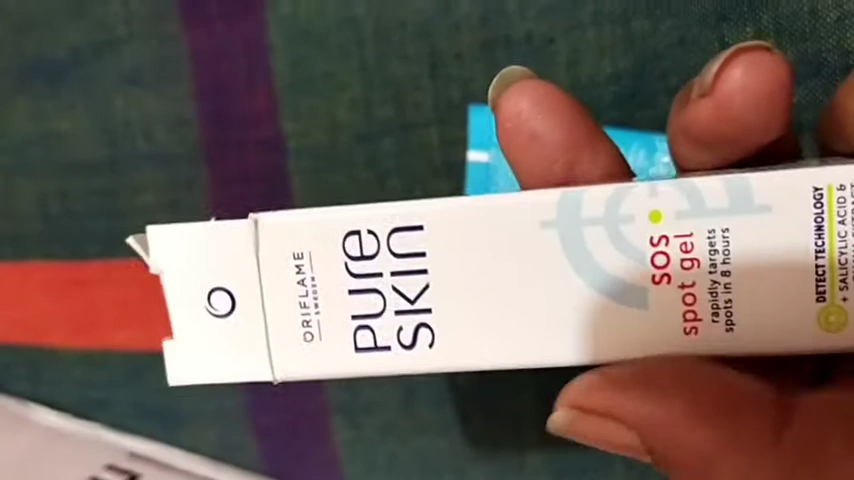 ORIFLAME
SWEDEN
PURE
SKIN
SOS
spot gel
rapidly targets
spots in 8 hours
DETECT TECHNOLOGY
+ SALICYLIC ACID &